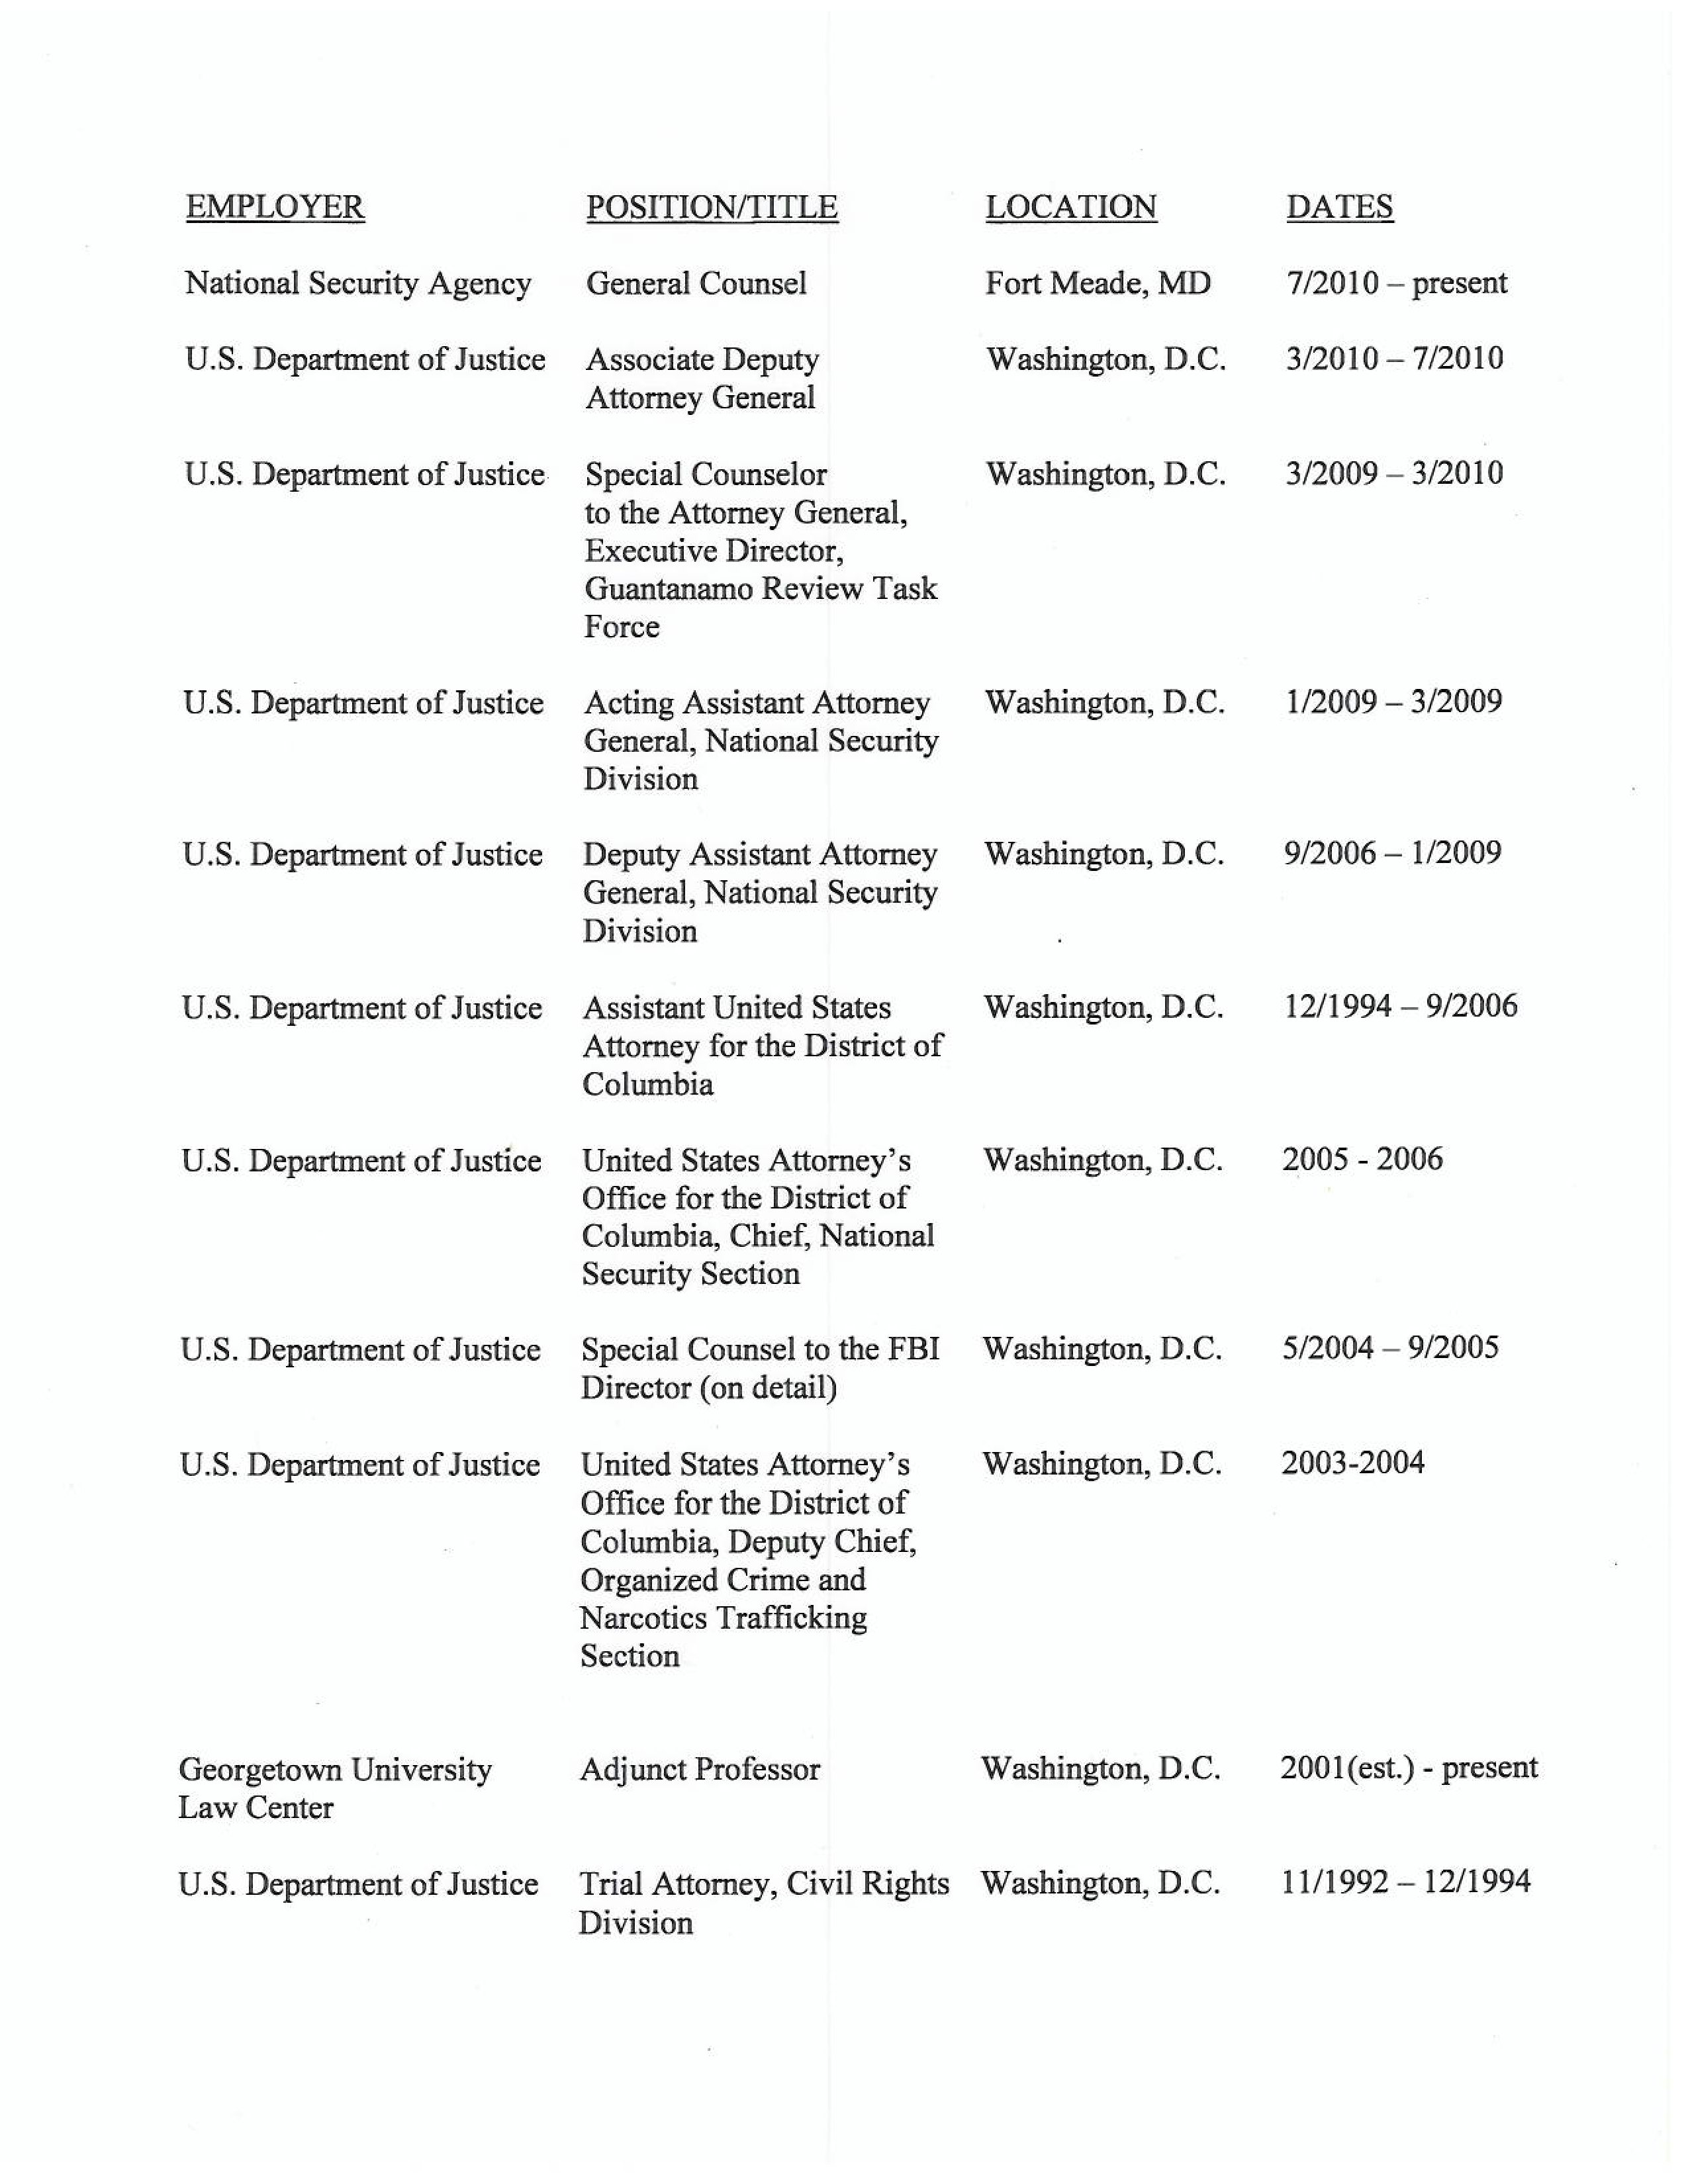 EMPLOYER POSITION/TITLE LOCATION DATES
National Security Agency General Counsel Fort Meade, MD 7/2010 – present
U.S. Department of Justice Associate Deputy Washington, D.C. 3/2010 – 7/2010
Attorney General
U.S. Department of Justice Special Counselor Washington, D.C. 3/2009 – 3/2010
to the Attorney General,
Executive Director,
Guantanamo Review Task
Force
U.S. Department of Justice Acting Assistant Attorney Washington, D.C. 1/2009 – 3/2009
General, National Security
Division
U.S. Department of Justice Deputy Assistant Attorney Washington, D.C. 9/2006 – 1/2009
General, National Security
Division
U.S. Department of Justice Assistant United States Washington, D.C. 12/1994 – 9/2006
Attorney for the District of
Columbia
U.S. Department of Justice United States Attorney's Washington, D.C. 2005 - 2006
Office for the District of
Columbia, Chief, National
Security Section
U.S. Department of Justice Special Counsel to the FBI Washington, D.C. 5/2004 – 9/2005
Director (on detail)
U.S. Department of Justice United States Attorney's Washington, D.C. 2003-2004
Office for the District of
Columbia, Deputy Chief,
Organized Crime and
Narcotics Trafficking
Section
Georgetown University Adjunct Professor Washington, D.C. 2001(est.) - present
Law Center
U.S. Department of Justice Trial Attorney, Civil Rights Washington, D.C. 11/1992 – 12/1994
Division